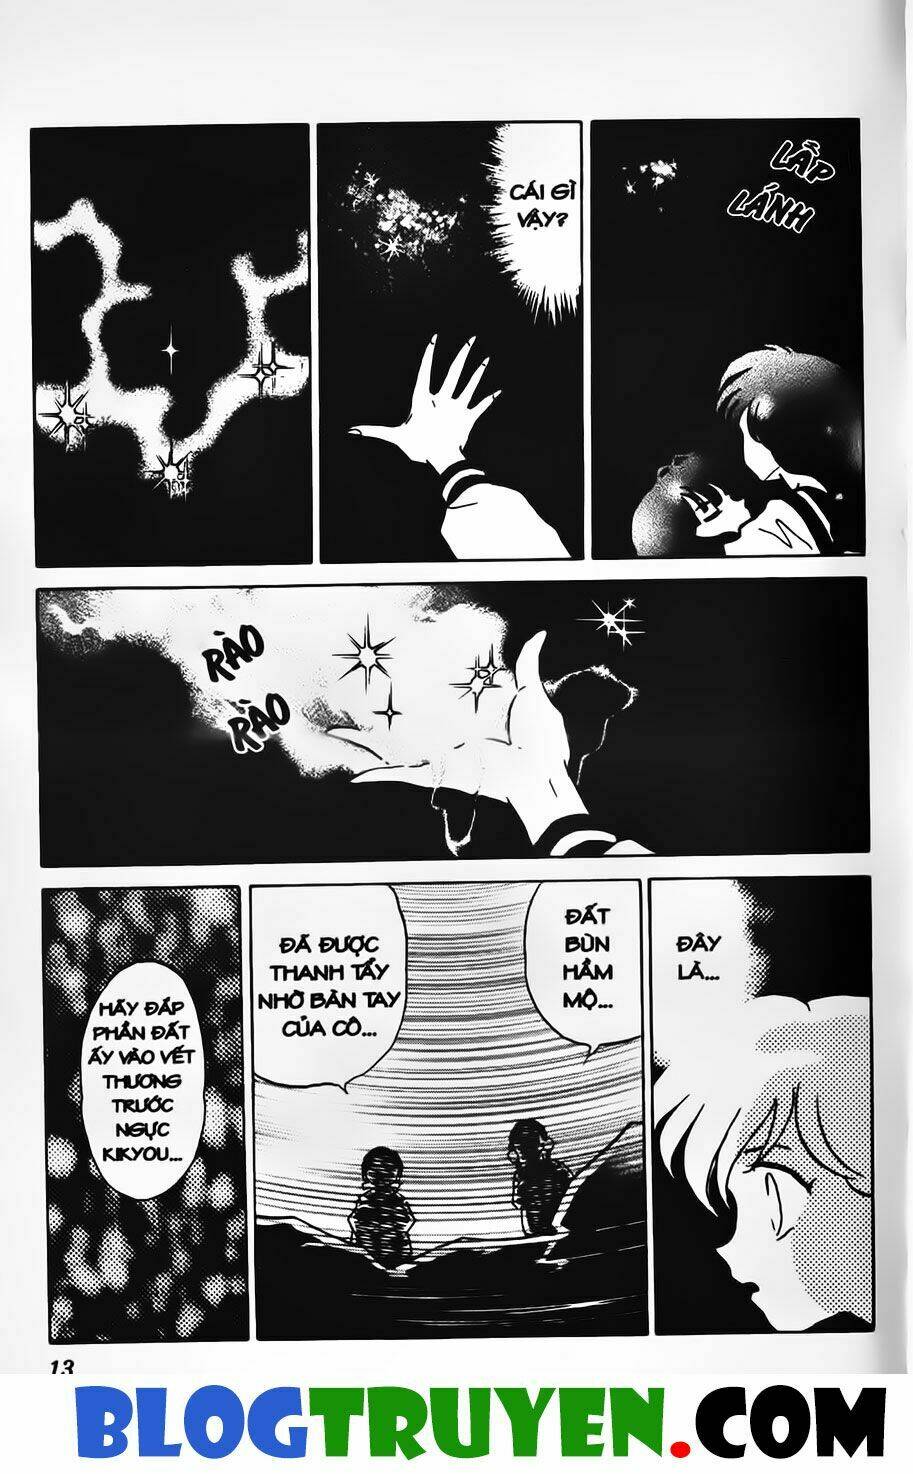 LẤP
LÁNH
CÁI GÌ
VẬY?
RÀO
RÀO
ĐÂY
LÀ...
ĐẤT
BÙN
HẦM
MỘ...
ĐÃ ĐƯỢC
THANH TẨY
NHỜ BÀN TAY
CỦA CÔ...
HÃY ĐẮP
PHẦN ĐẤT
ẤY VÀO VẾT
THƯƠNG
TRƯỚC
NGỰC
KIKYOU...
13
BLOGTRUYEN.COM